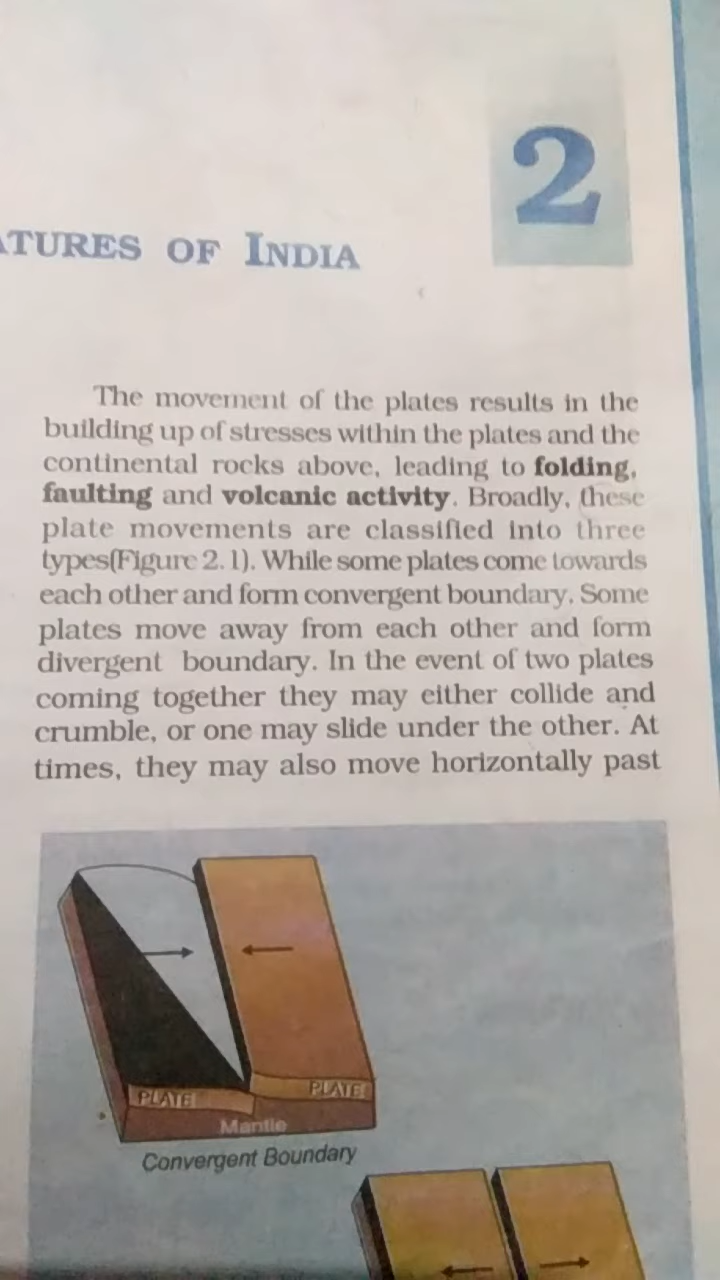 2
ATURES OF INDIA
The movement of the plates results in the
building up of stresses within the plates and the
continental rocks above, leading to folding,
faulting and volcanic activity. Broadly, these
plate movements are classified into three
types(Figure 2.1). While some plates come towards
each other and form convergent boundary. Some
plates move away from each other and form
divergent boundary. In the event of two plates
coming together they may either collide and
crumble, or one may slide under the other. At
times, they may also move horizontally past
PLATE
PLATE
Mantle
Convergent Boundary